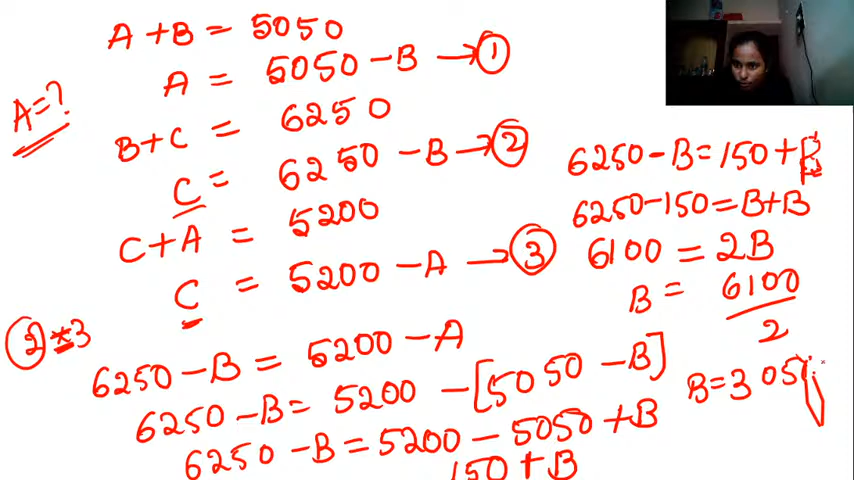 A + B = 5050
A = 5050 - B → ①
A = ?
B + C = 6250
C = 6250 - B → ②
C + A = 5200
C = 5200 - A → ③
② * 3
6250 - B = 5200 - A
6250 - B = 5200 - [5050 - B]
6250 - B = 5200 - 5050 + B
150 + B
6250 - B = 150 + B
6250 - 150 = B + B
6100 = 2B
B = 6100
2